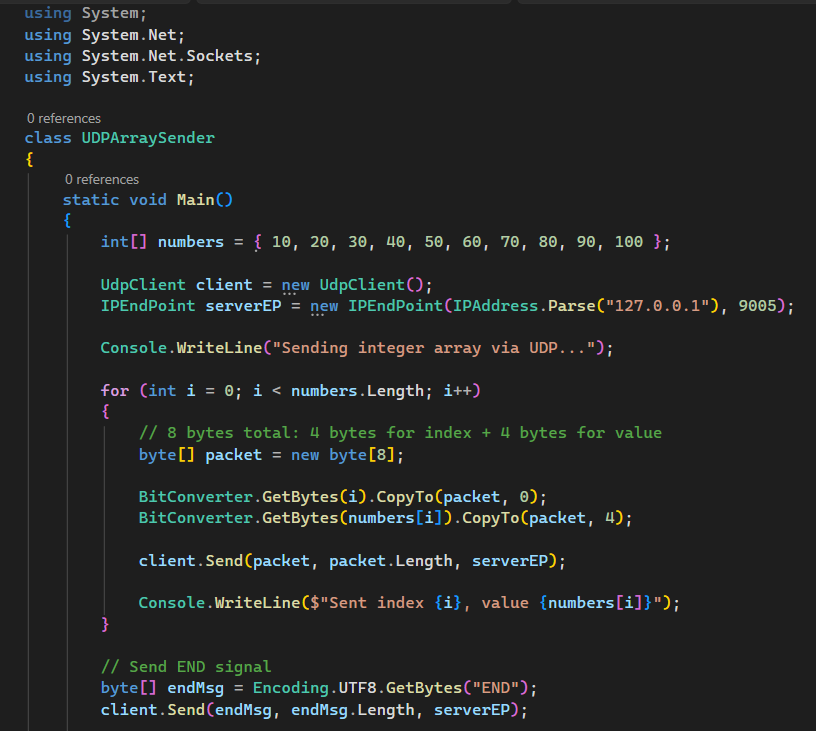 using System;
using System.Net;
using System.Net.Sockets;
using System.Text;
0 references
class UDPArraySender
{
0 references
static void Main()
{
int[] numbers = { 10, 20, 30, 40, 50, 60, 70, 80, 90, 100 };
UdpClient client = new UdpClient();
IPEndPoint serverEP = new IPEndPoint(IPAddress.Parse("127.0.0.1"), 9005);
Console.WriteLine("Sending integer array via UDP...");
for (int i = 0; i < numbers.Length; i++)
{
// 8 bytes total: 4 bytes for index + 4 bytes for value
byte[] packet = new byte[8];
BitConverter.GetBytes(i).CopyTo(packet, 0);
BitConverter.GetBytes(numbers[i]).CopyTo(packet, 4);
client.Send(packet, packet.Length, serverEP);
Console.WriteLine($"Sent index {i}, value {numbers[i]}");
}
// Send END signal
byte[] endMsg = Encoding.UTF8.GetBytes("END");
client.Send(endMsg, endMsg.Length, serverEP);